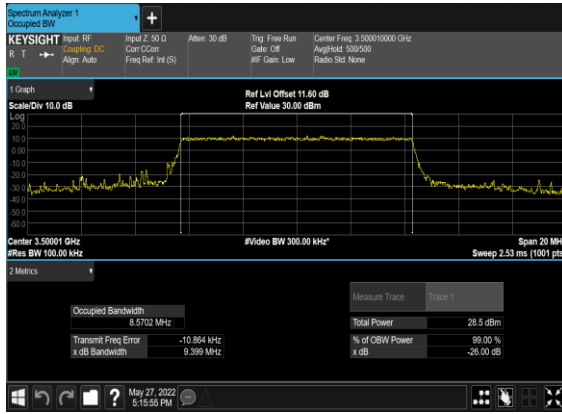 Spectrum Analyzer 1
Occupied BW
KEYSIGHT
R T
LXI
Input: RF
Coupling: DC
Align: Auto
Input Z: 50 Ω
Corr CCorr
Freq Ref: Int (S)
Atten: 30 dB
Trig: Free Run
Gate: Off
#IF Gain: Low
Center Freq: 3.500010000 GHz
Avg|Hold: 500/500
Radio Std: None
1 Graph
Scale/Div 10.0 dB
Ref Lvl Offset 11.60 dB
Ref Value 30.00 dBm
Log
20.0
10.0
0.00
-10.0
-20.0
-30.0
-40.0
-50.0
-60.0
Center 3.50001 GHz
#Res BW 100.00 kHz
#Video BW 300.00 kHz*
Span 20 MH
Sweep 2.53 ms (1001 pts
2 Metrics
Measure Trace
Trace 1
Occupied Bandwidth
8.5702 MHz
Total Power
28.5 dBm
Transmit Freq Error
-10.864 kHz
% of OBW Power
99.00 %
x dB Bandwidth
9.399 MHz
x dB
-26.00 dB
May 27, 2022
5:15:55 PM